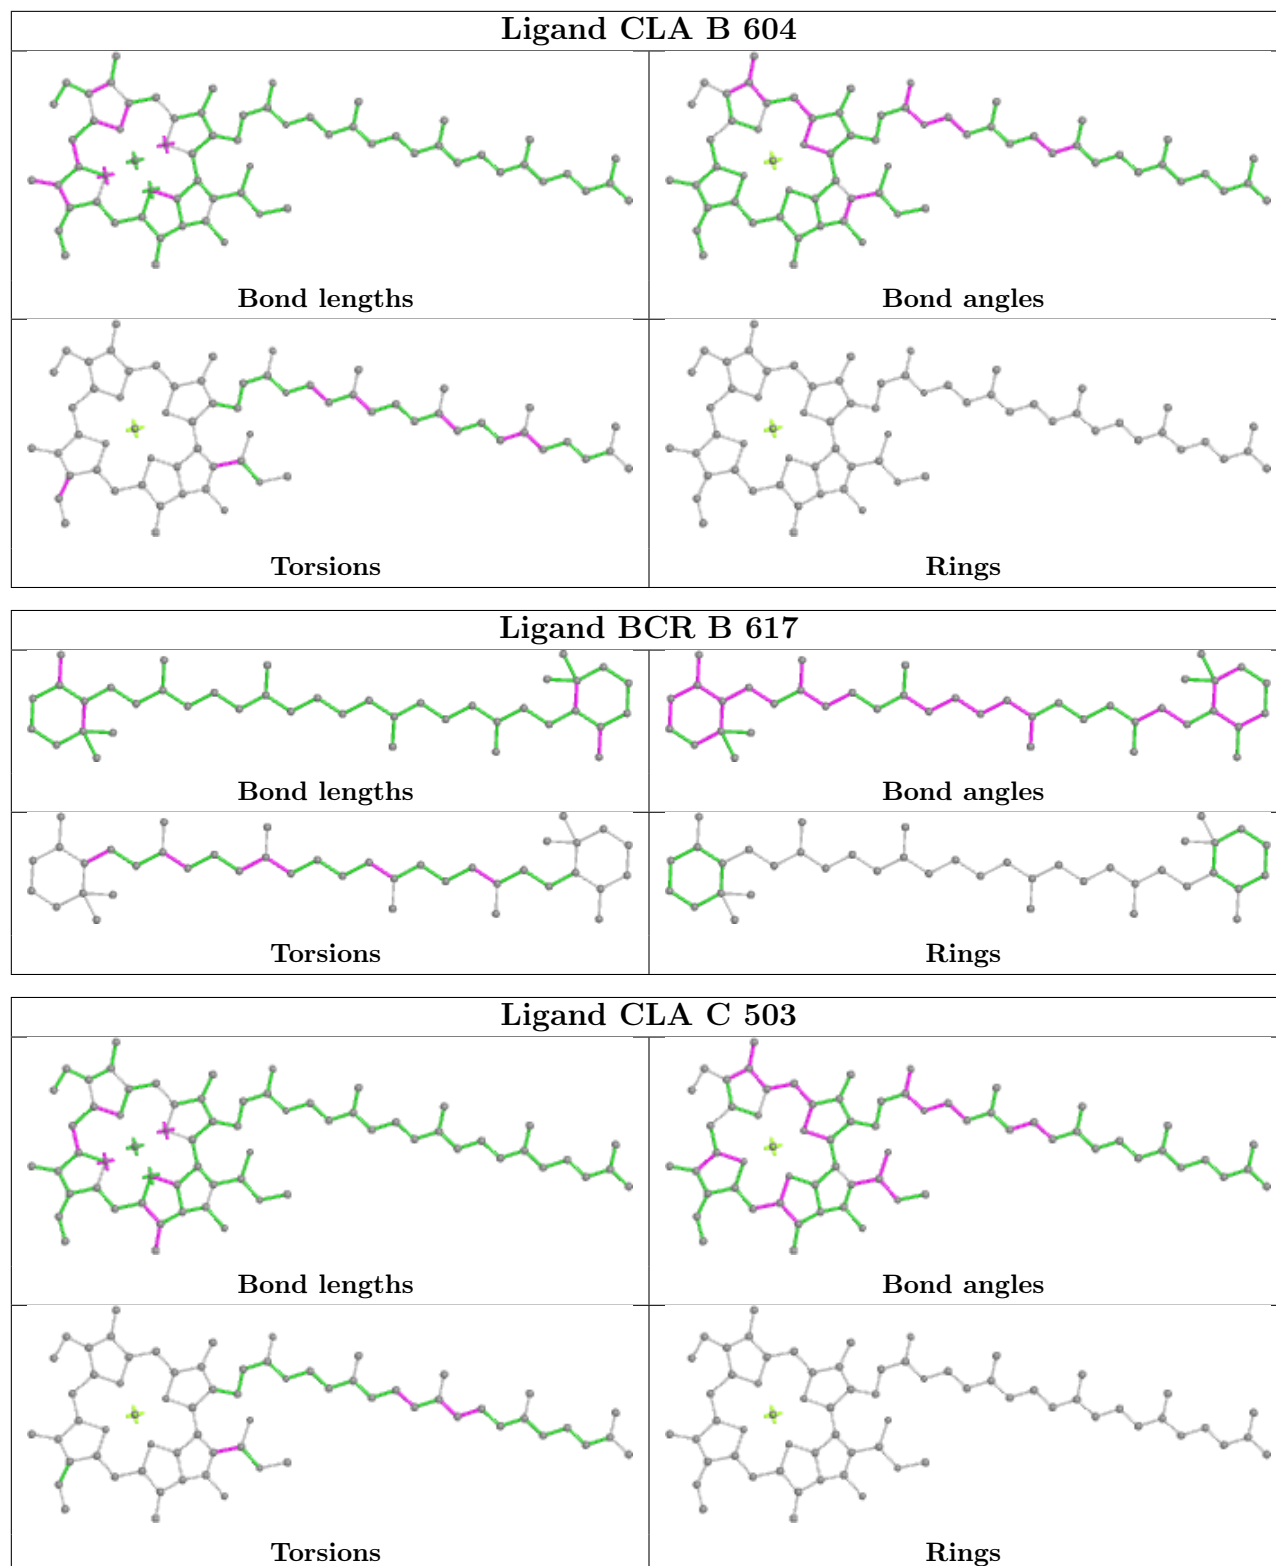 Ligand CLA B 604
Bond lengths
Bond angles
Torsions
Rings
Ligand BCR B 617
Bond lengths
Bond angles
Torsions
Rings
Ligand CLA C 503
Bond lengths
Bond angles
Torsions
Rings